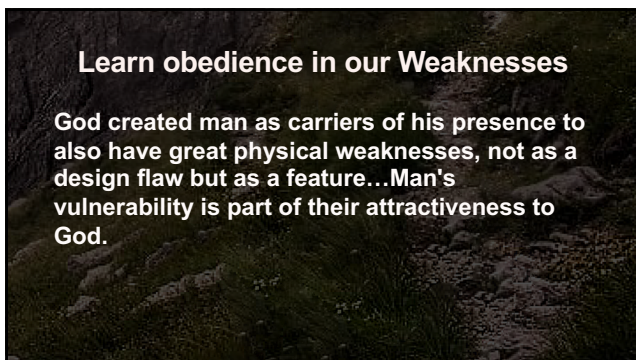 Learn obedience in our Weaknesses
God created man as carriers of his presence to
also have great physical weaknesses, not as a
design flaw but as a feature…Man's
vulnerability is part of their attractiveness to
God.